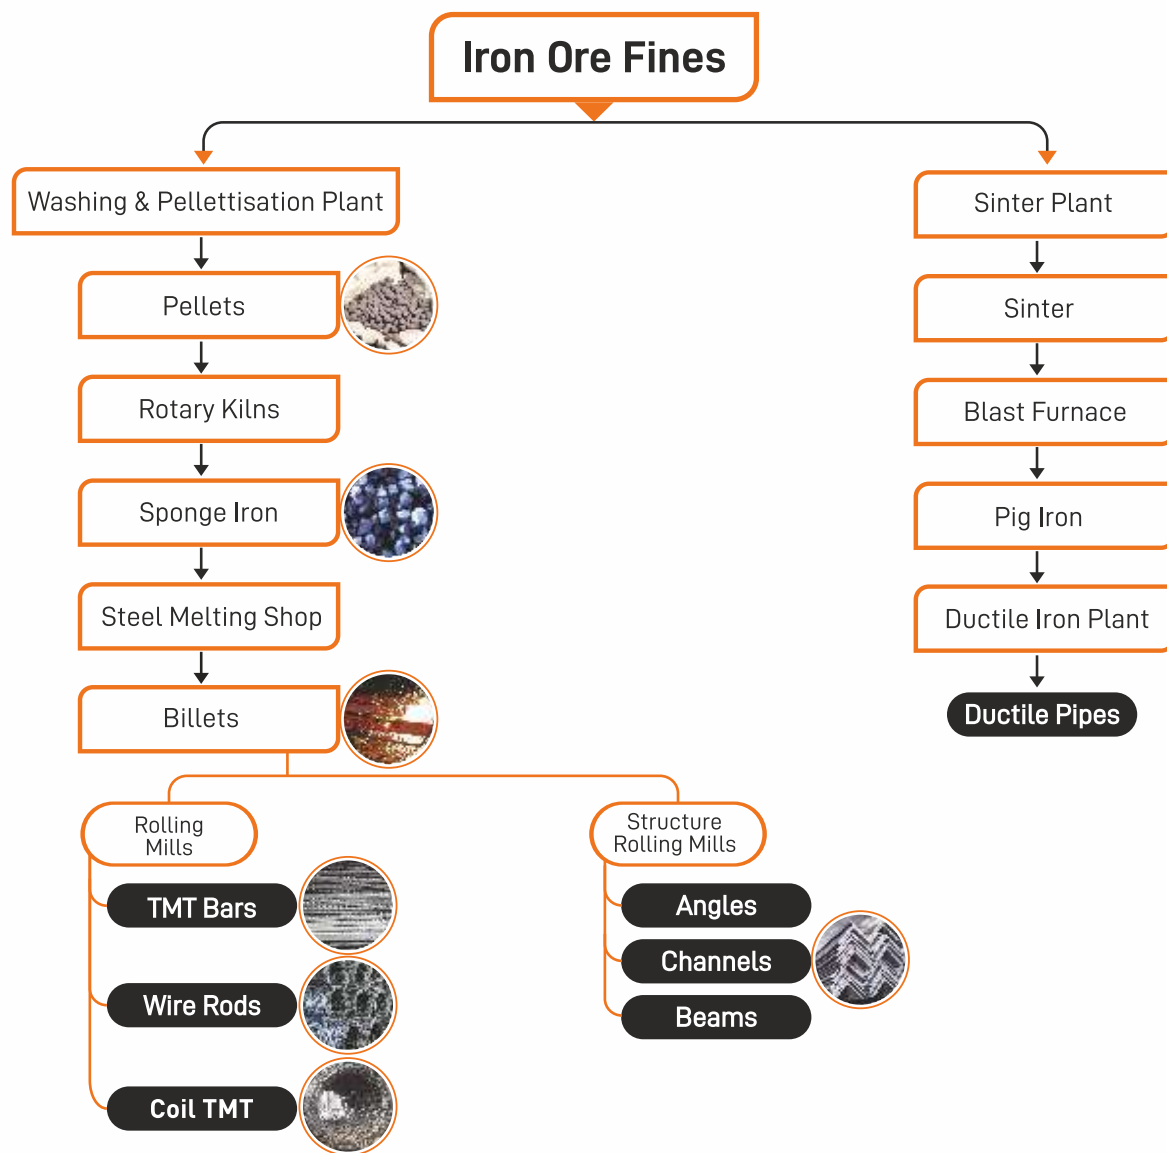 Iron Ore Fines
Washing & Pellettisation Plant
Pellets
Rotary Kilns
Sponge Iron
Steel Melting Shop
Billets
Rolling
Mills
TMT Bars
Wire Rods
Coil TMT
Structure
Rolling Mills
Angles
Channels
Beams
Sinter Plant
Sinter
Blast Furnace
Pig Iron
Ductile Iron Plant
Ductile Pipes